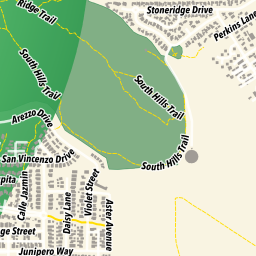 Ridge Trail
Stoneridge Drive
Perkins Lane
South Hills Trail
South Hills Trail
Arezzo Drive
South Hills Trail
San Vincenzo Drive
pita
Calle Jazmin
Violet Street
Daisy Lane
Aster Avenue
ge Street
Junipero Way